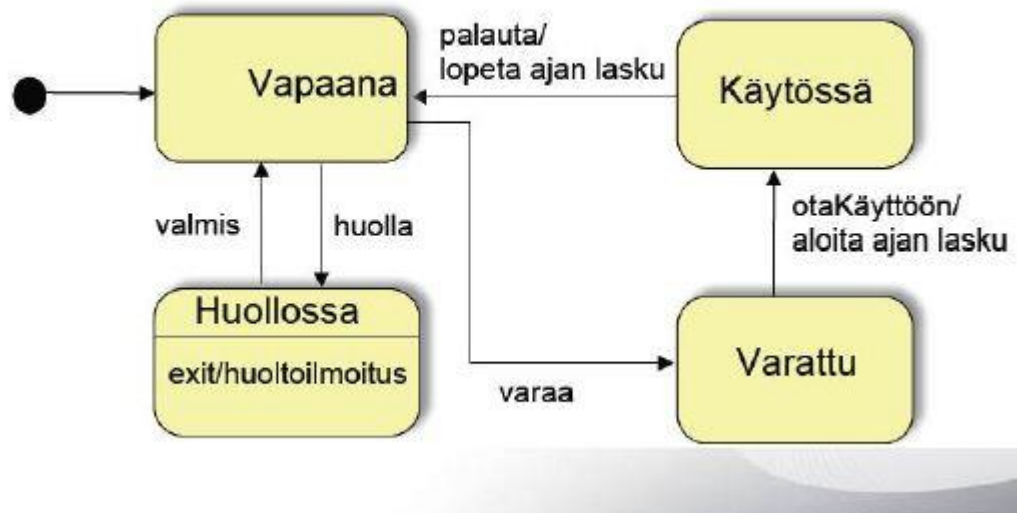 Vapaana
palauta/
lopeta ajan lasku
Käytössä
valmis
huolla
otaKäyttöön/
aloita ajan lasku
Huollossa
exit/huoltoilmoitus
varaa
Varattu